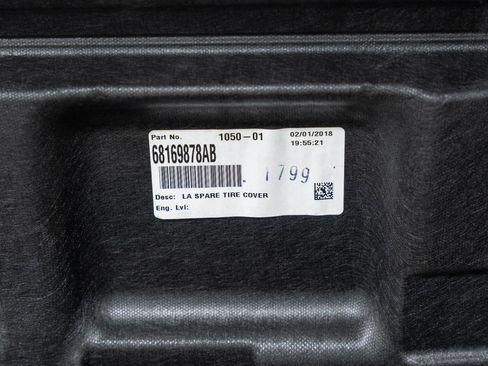 Part No. 1050-01 02/01/2018
19:55:21
68169878AB
1799
Desc: LA SPARE TIRE COVER
Eng. Lvl: